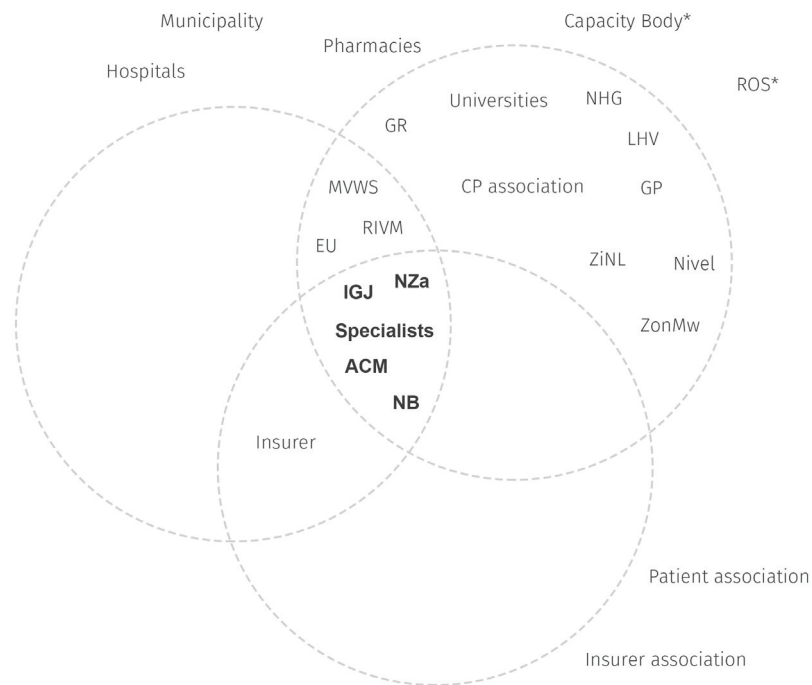 Municipality
Capacity Body*
Pharmacies
Hospitals
ROS*
Universities
NHG
GR
LHV
MVWS
CP association
GP
RIVM
EU
ZiNL
Nivel
NZa
IGJ
Specialists
ZonMw
ACM
NB
Insurer
Patient association
Insurer association